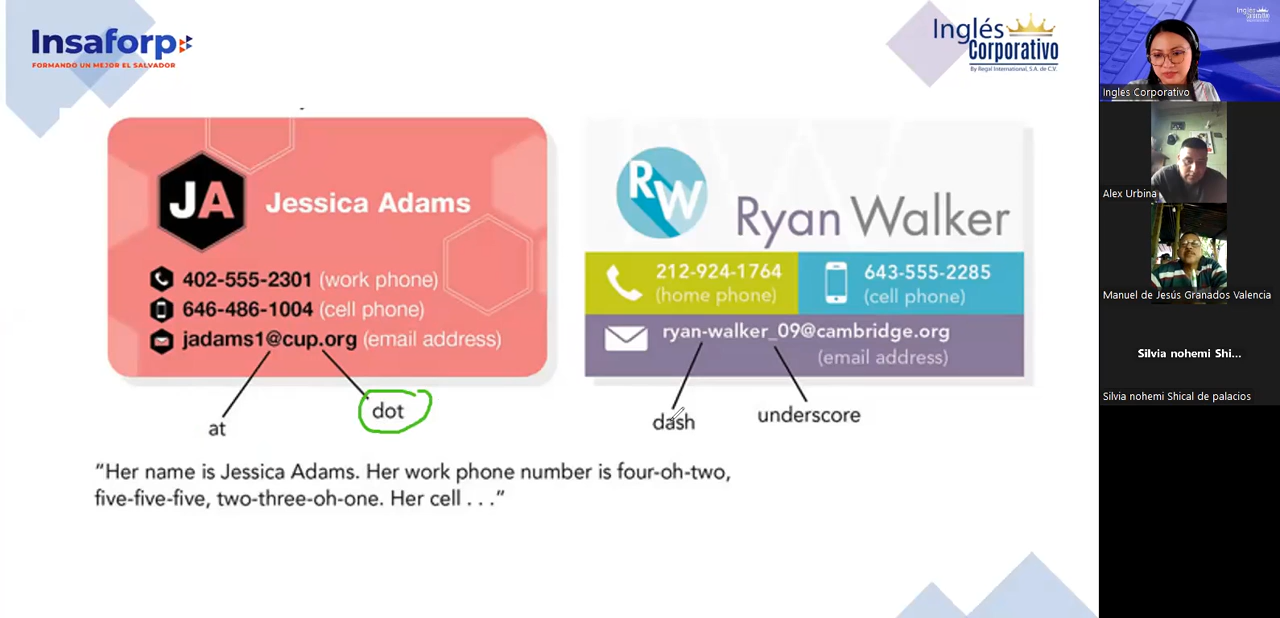 Insaforp
FORMANDO UN MEJOR EL SALVADOR
Inglés
Corporativo
By Regal International, S.A. de C.V.
JA
Jessica Adams
402-555-2301 (work phone)
646-486-1004 (cell phone)
jadams1@cup.org (email address)
at
dot
RW
Ryan Walker
212-924-1764
(home phone)
643-555-2285
(cell phone)
ryan-walker_09@cambridge.org
(email address)
dash
underscore
"Her name is Jessica Adams. Her work phone number is four-oh-two,
five-five-five, two-three-oh-one. Her cell . . ."
Inglés Corporativo
Alex Urbina
Manuel de Jesús Granados Valencia
Silvia nohemi Shi...
Silvia nohemi Shical de palacios